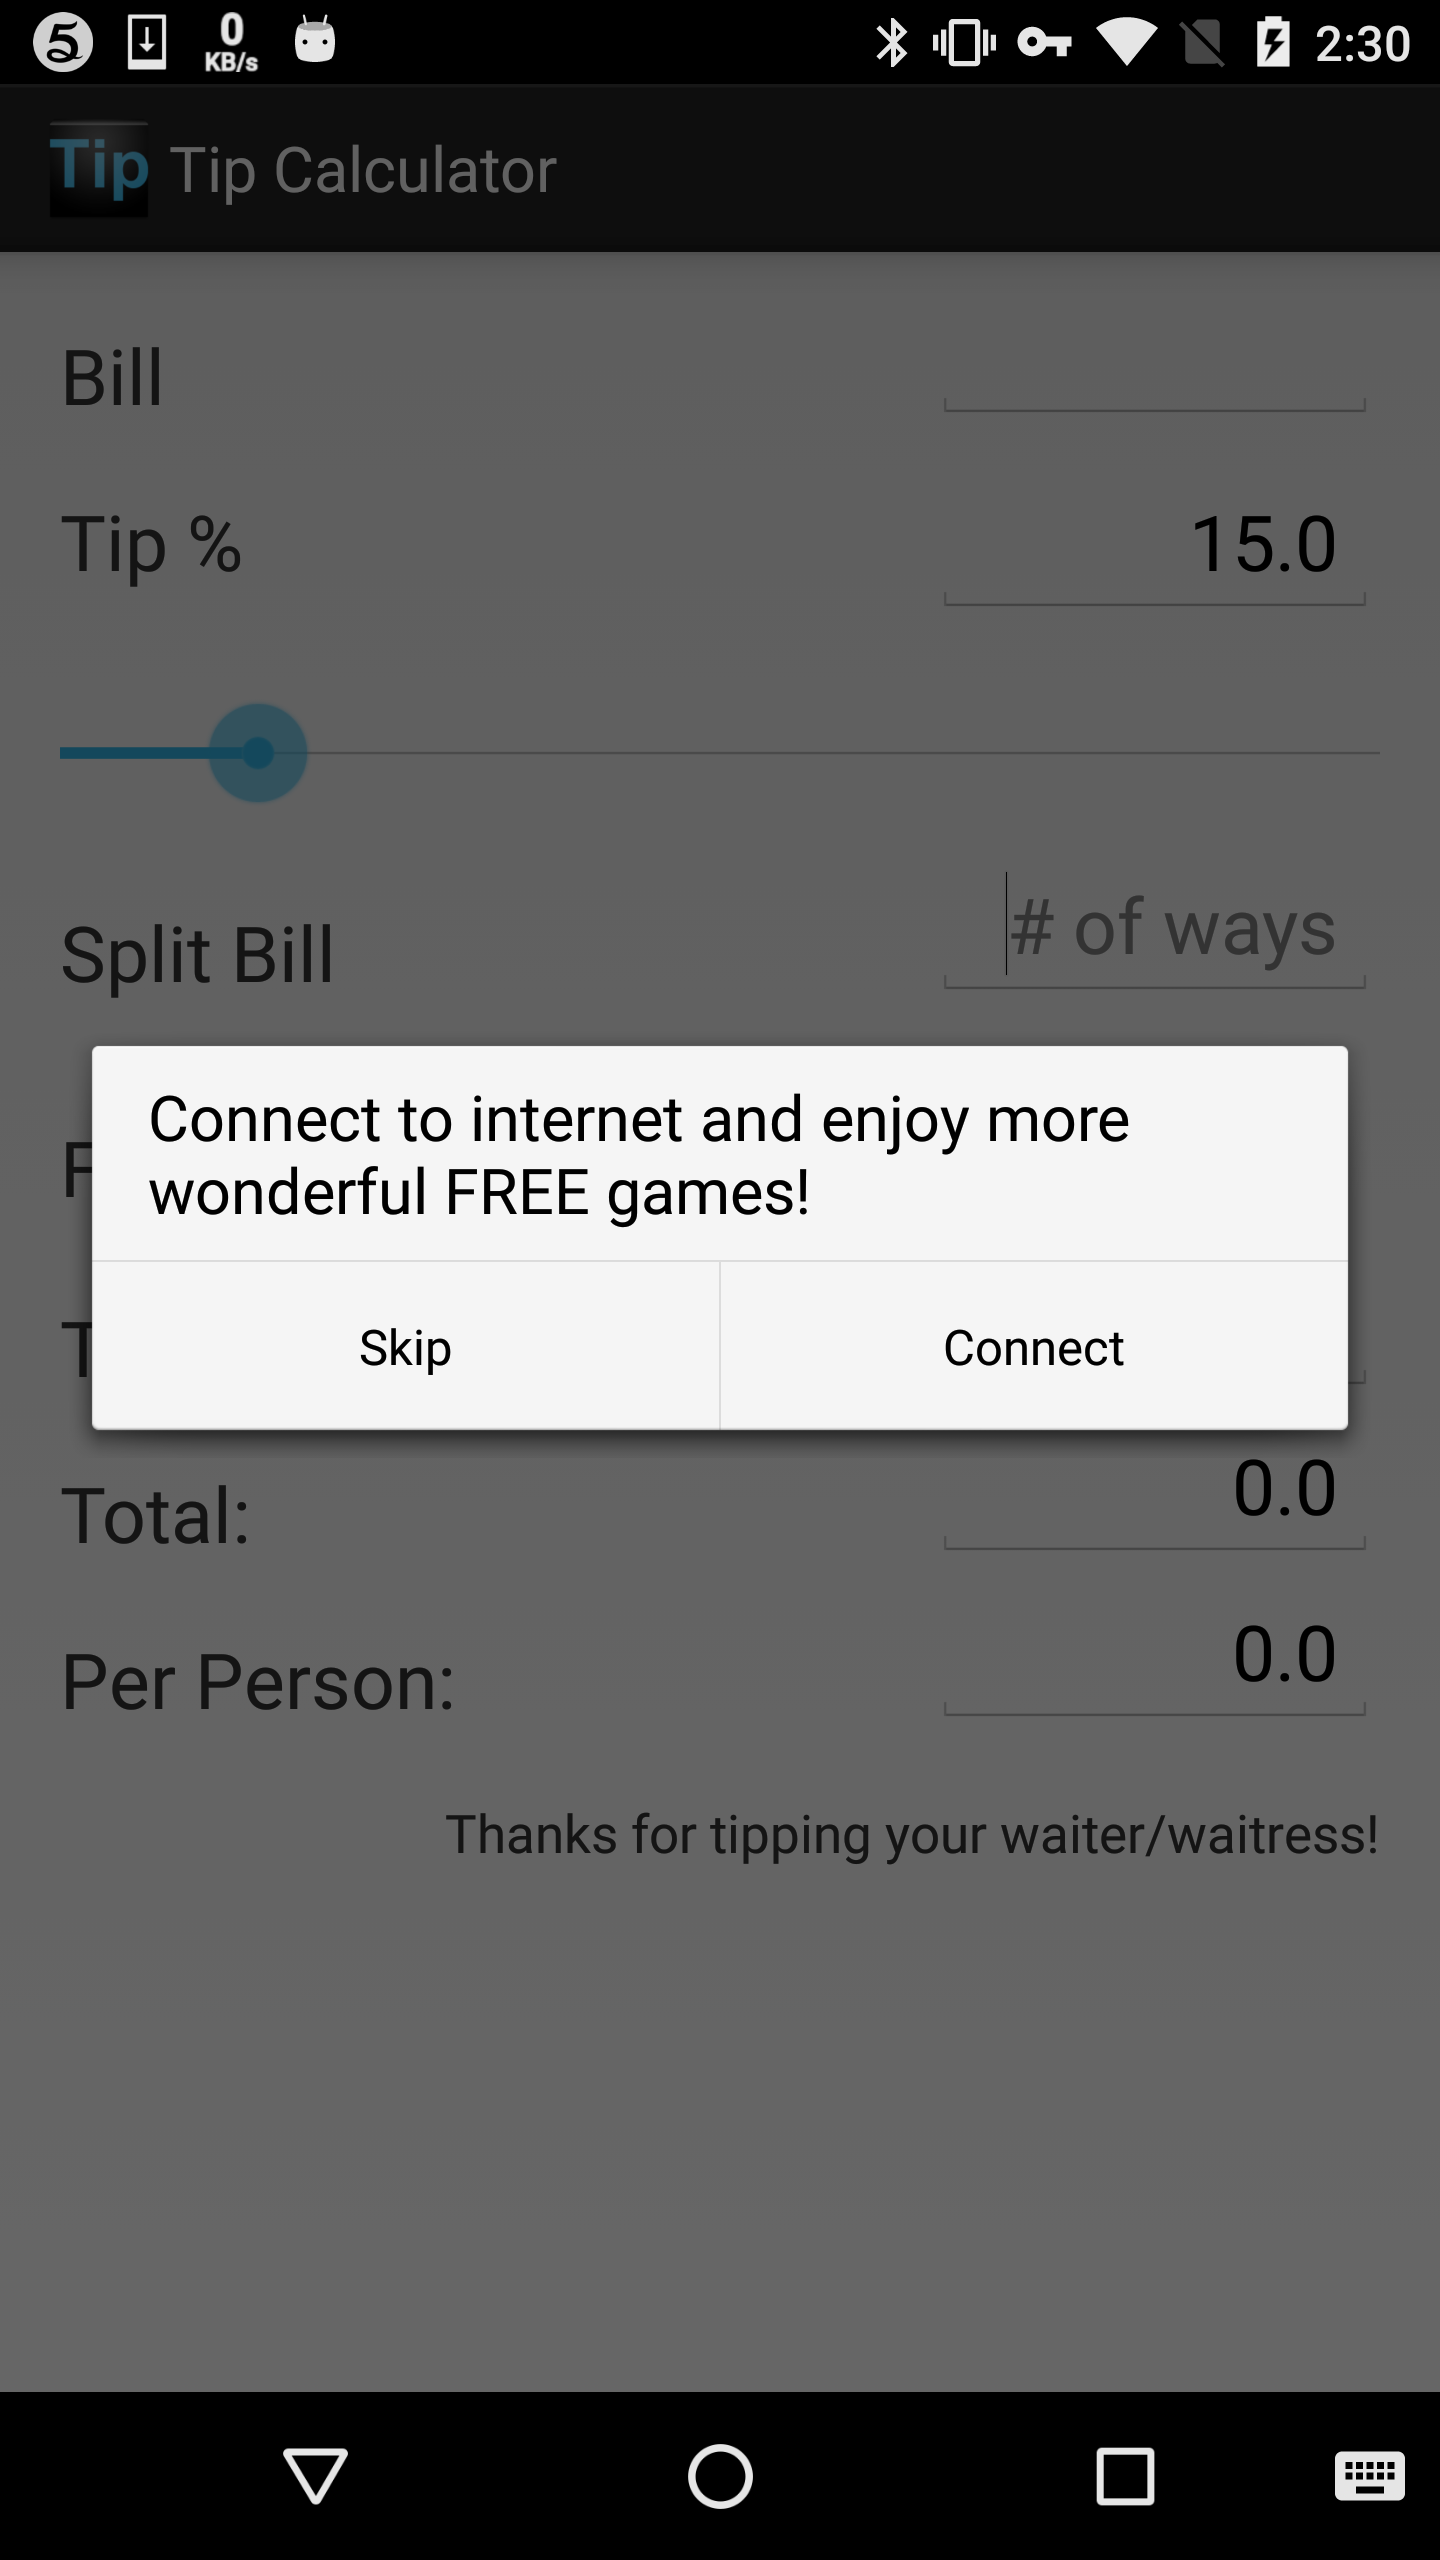 5 0 KB/s 2:30
Tip Tip Calculator
Bill
Tip % 15.0
Split Bill # of ways
Connect to internet and enjoy more
wonderful FREE games!
Skip Connect
Total: 0.0
Per Person: 0.0
Thanks for tipping your waiter/waitress!